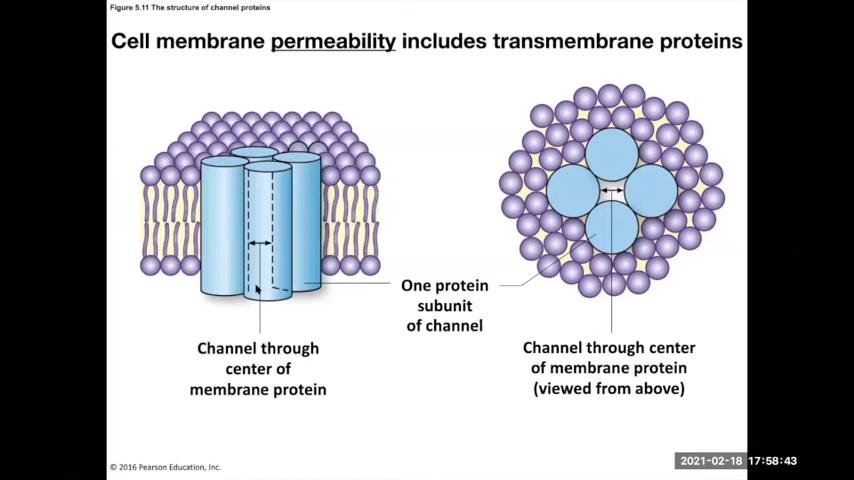 Figure 5.11 The structure of channel proteins
Cell membrane permeability includes transmembrane proteins
One protein
subunit
of channel
Channel through
center of
membrane protein
Channel through center
of membrane protein
(viewed from above)
© 2016 Pearson Education, Inc.
2021-02-18 17:58:43